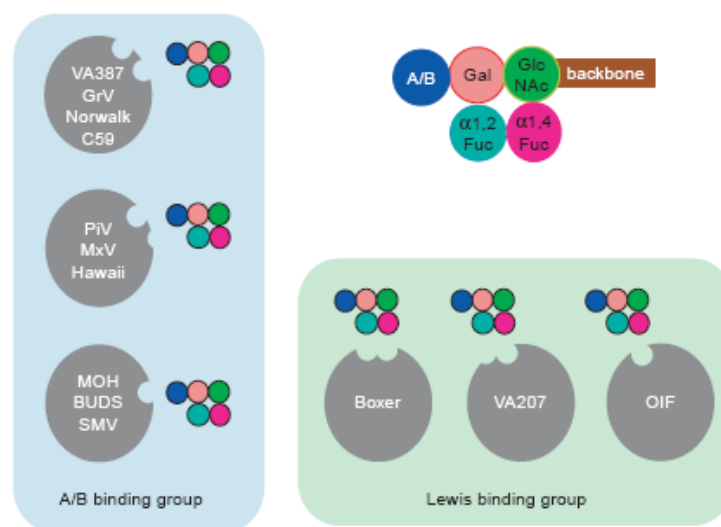 VA387
GrV
Norwalk
C59
PiV
MxV
Hawaii
MOH
BUDS
SMV
A/B binding group
A/B
Gal
Glc
NAc
backbone
α1,2
Fuc
α1,4
Fuc
Boxer
VA207
OIF
Lewis binding group